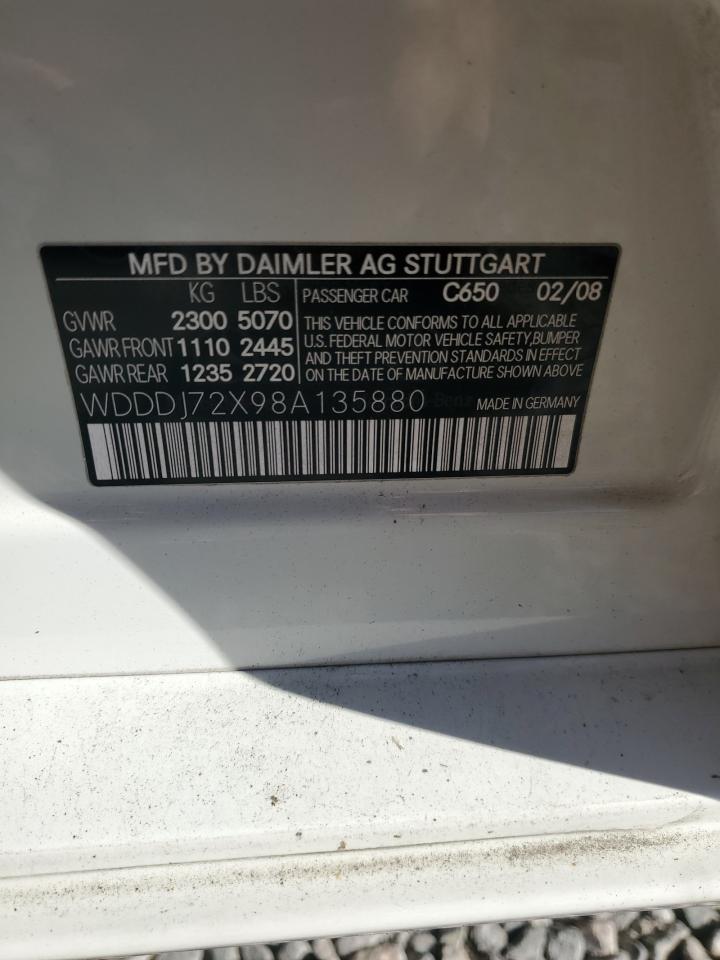 MFD BY DAIMLER AG STUTTGART
KG LBS
GVWR 2300 5070
GAWR FRONT 1110 2445
GAWR REAR 1235 2720
PASSENGER CAR C650 02/08
THIS VEHICLE CONFORMS TO ALL APPLICABLE
U.S. FEDERAL MOTOR VEHICLE SAFETY,BUMPER
AND THEFT PREVENTION STANDARDS IN EFFECT
ON THE DATE OF MANUFACTURE SHOWN ABOVE.
WDDDJ72X98A135880 MADE IN GERMANY